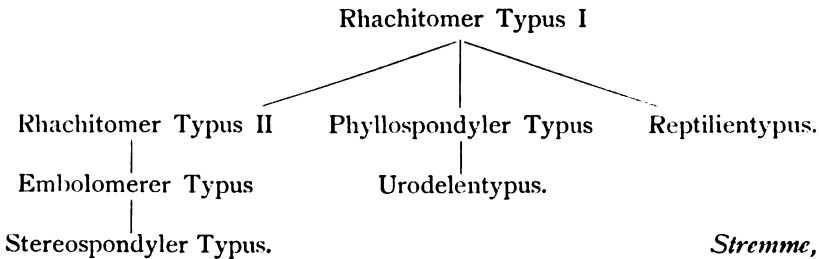 Rhachitomer Typus I
Rhachitomer Typus II Phyllospondyler Typus Reptilientypus.
Embolomerer Typus Urodelentypus.
Stereospondyler Typus. Stremme,